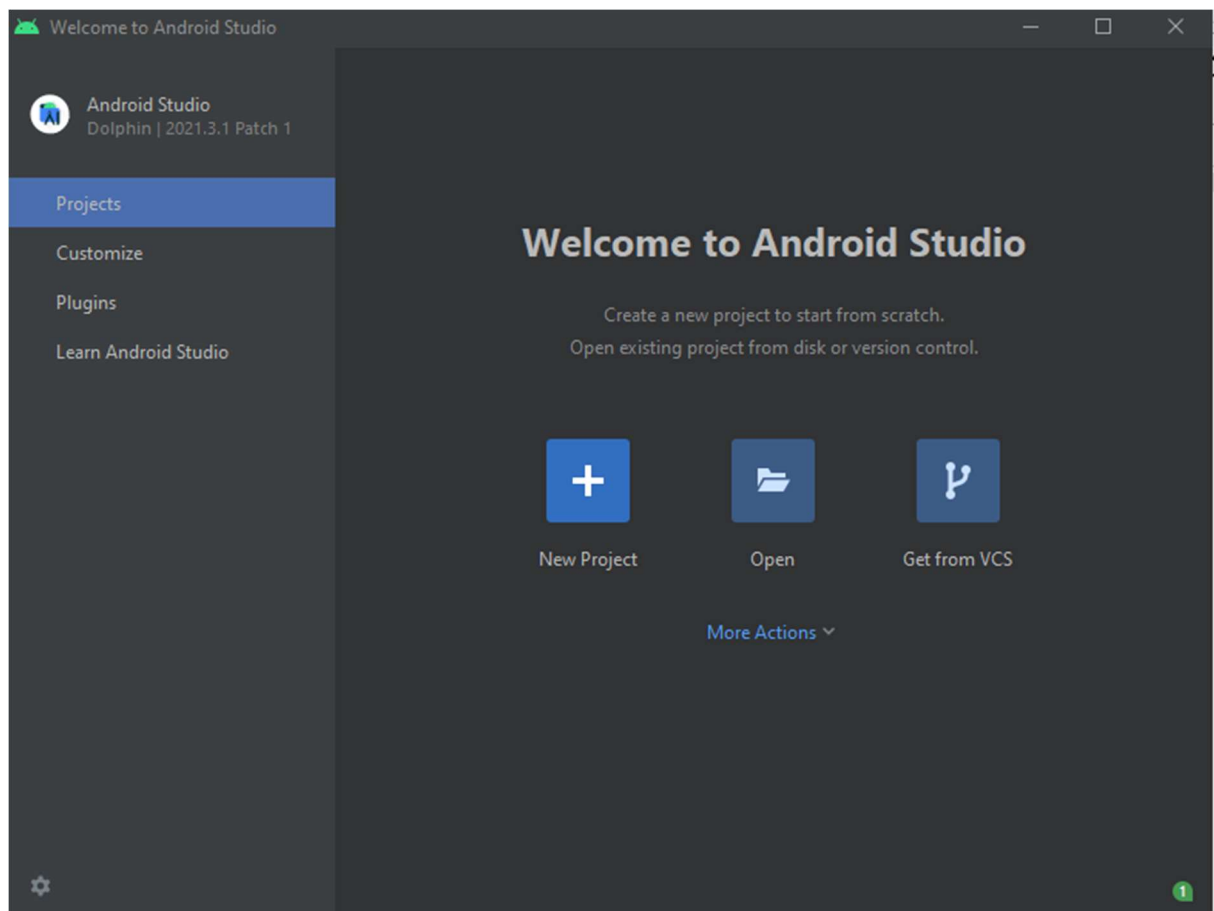 Welcome to Android Studio
Android Studio
Dolphin | 2021.3.1 Patch 1
Projects
Customize
Plugins
Learn Android Studio
Welcome to Android Studio
Create a new project to start from scratch.
Open existing project from disk or version control.
New Project
Open
Get from VCS
More Actions
1